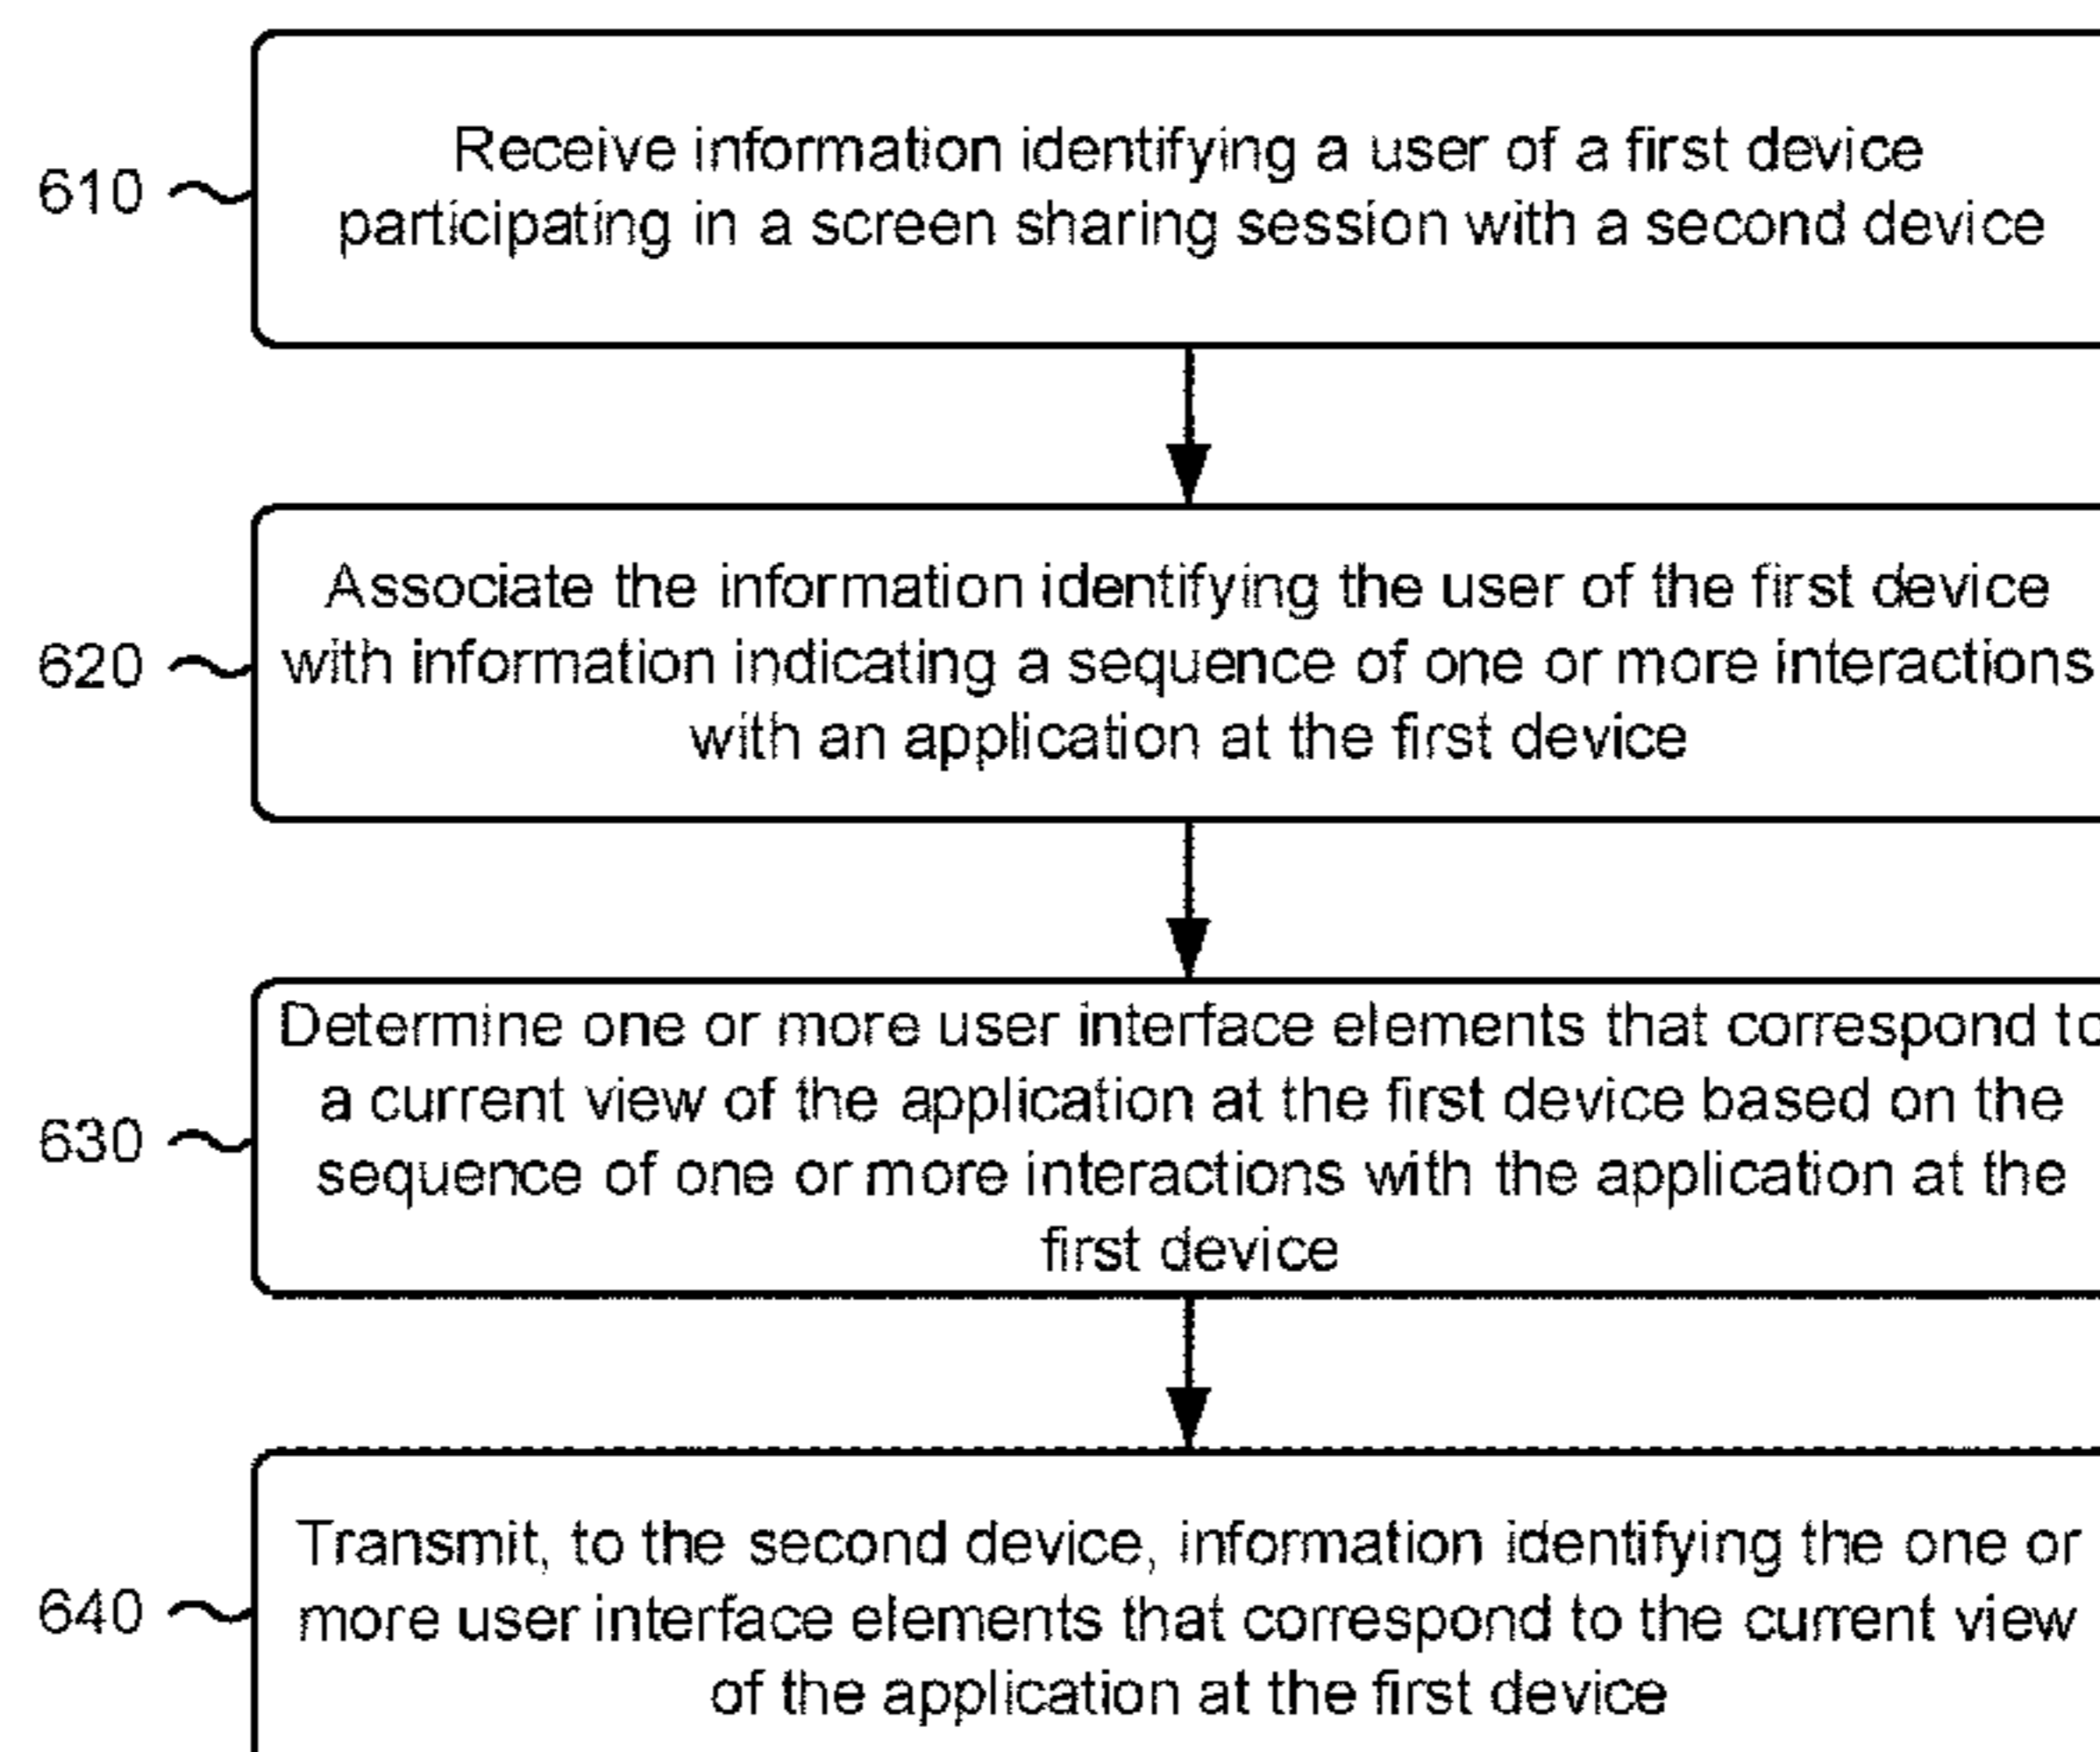 Receive information identifying a user of a first device
610
participating in a screen sharing session with a second device
Associate the information identifying the user of the first device
620
with information indicating a sequence of one or more interactions
with an application at the first device
Determine one or more user interface elements that correspond to
a current view of the application at the first device based on the
630
sequence of one or more interactions with the application at the
first device
Transmit, to the second device, information identifying the one or
640
more user interface elements that correspond to the current view
of the application at the first device